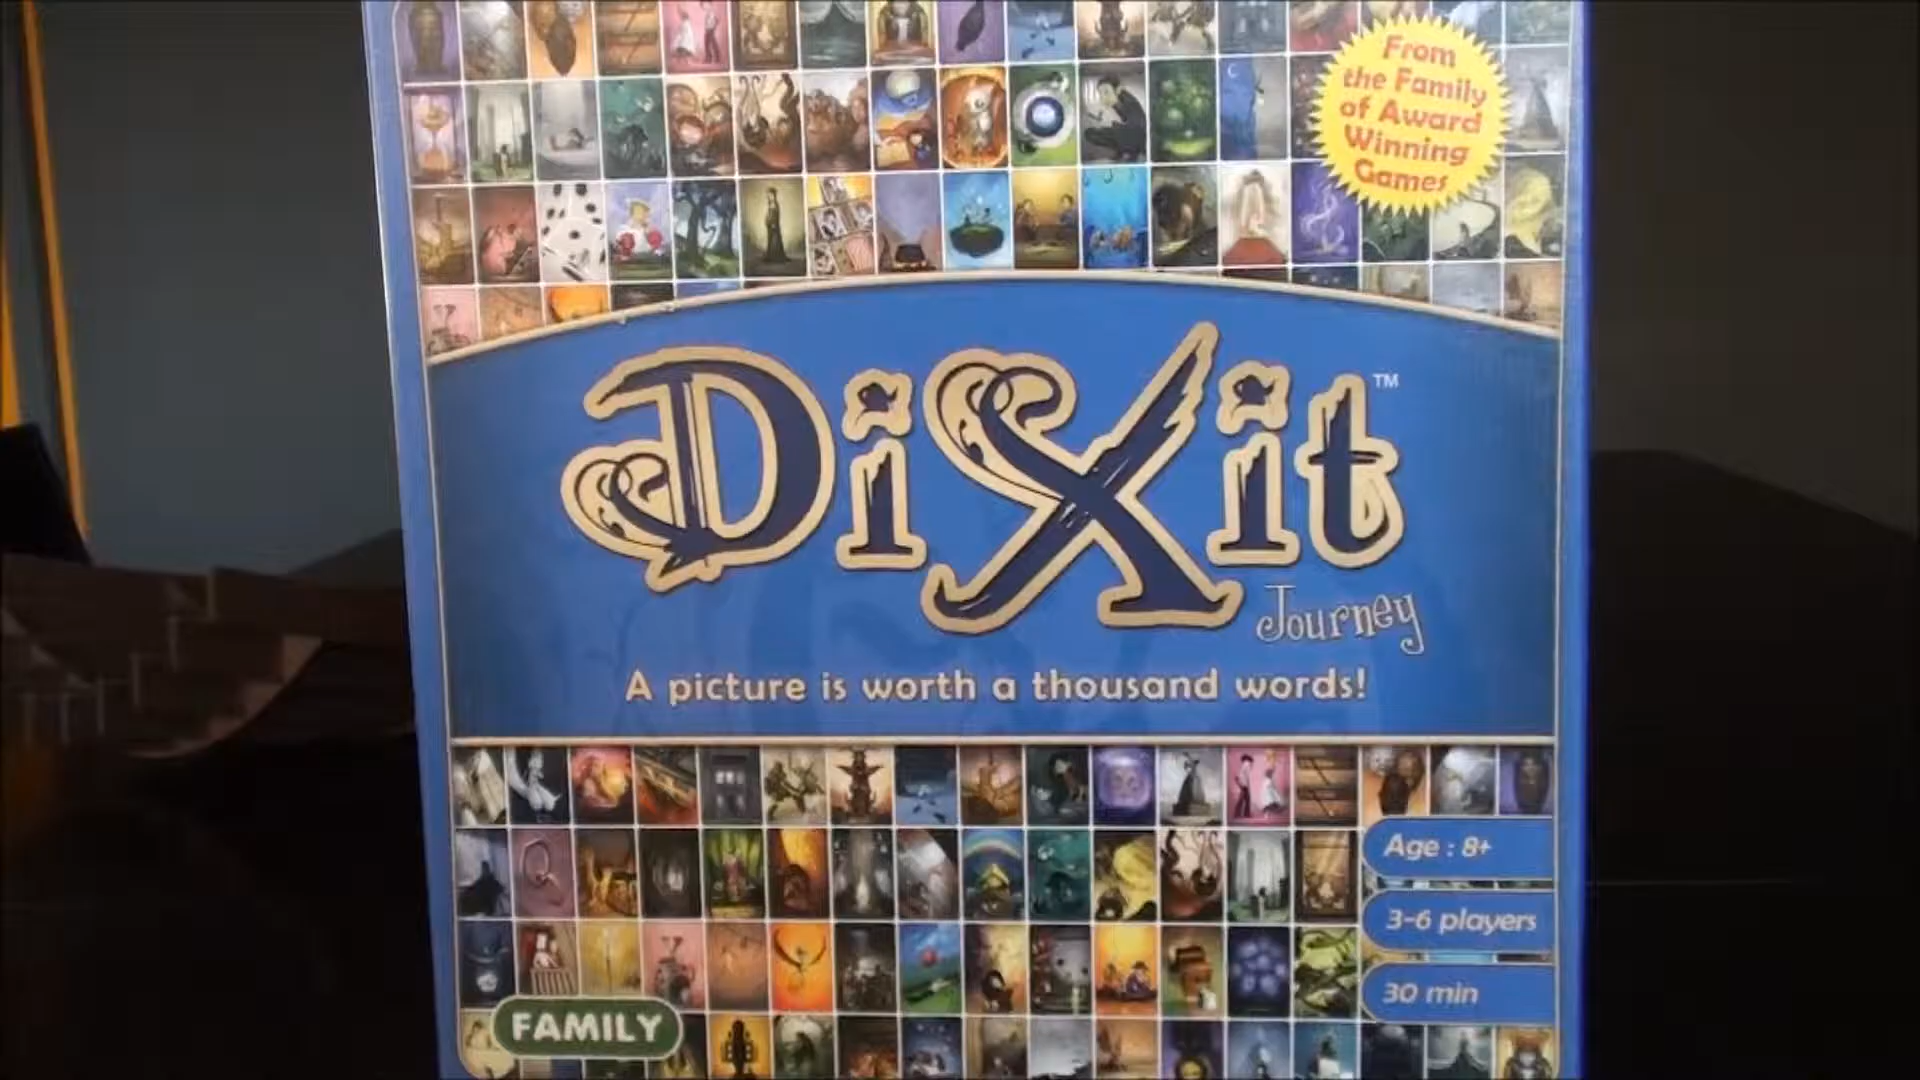 From
the Family
of Award
Winning
Games
DiXit™
Journey
A picture is worth a thousand words!
Age : 8+
3-6 players
30 min
FAMILY